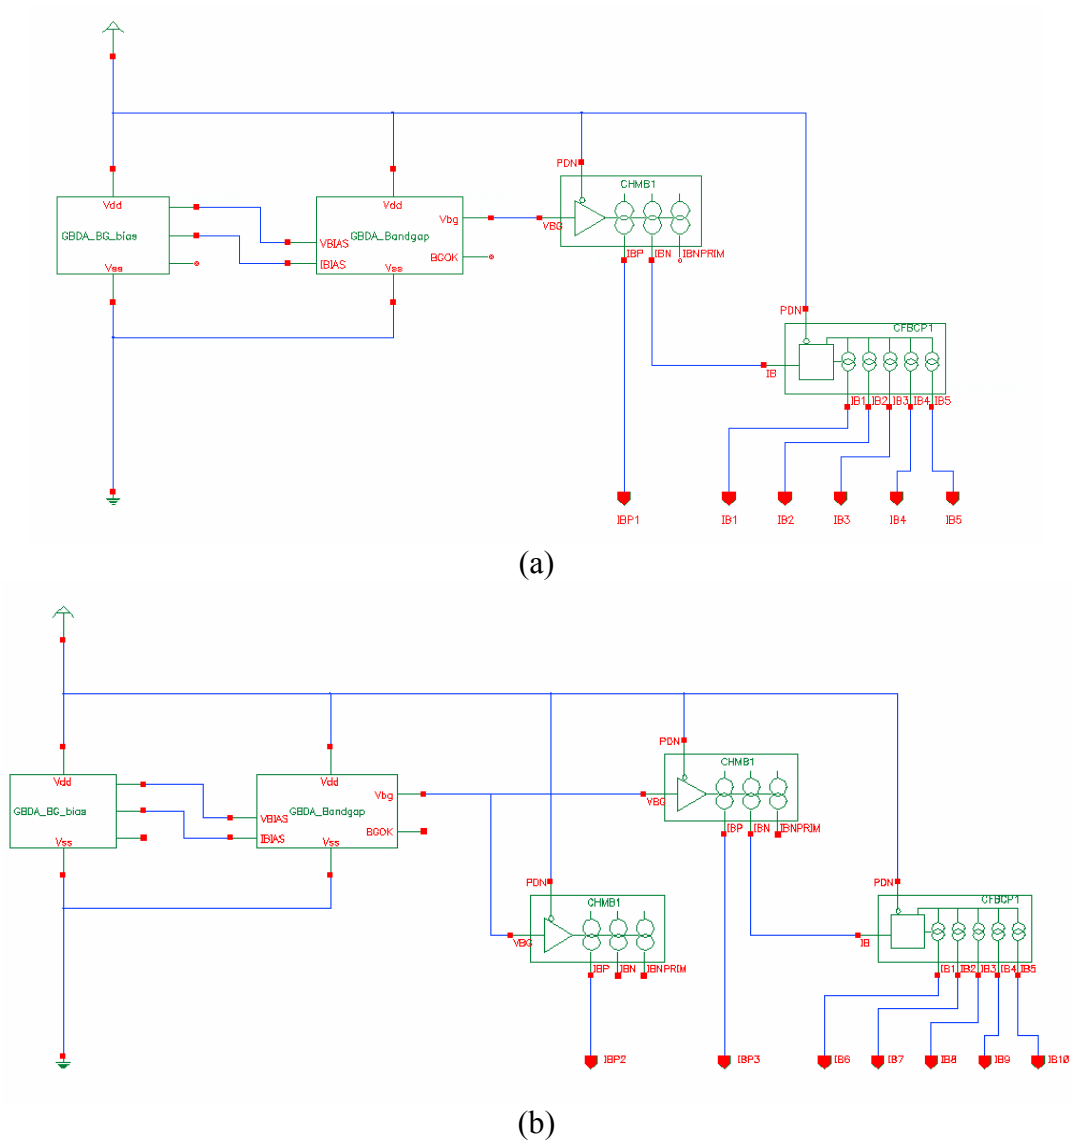 PDN
CHMB1
Vdd
Vdd
Vbg
VBG
GBDA_BG_bias
VBIAS
GBDA_Bandgap
IBIAS
BGOK
Vss
Vss
IBP
IBN
IBNPRIM
PDN
CFBCP1
IB
IB1
IB2
IB3
IB4
IB5
IBP1
IB1
IB2
IB3
IB4
IB5
(a)
PDN
CHMB1
Vdd
Vdd
Vbg
VBG
GBDA_BG_bias
VBIAS
GBDA_Bandgap
IBIAS
BGOK
Vss
Vss
IBP
IBN
IBNPRIM
PDN
CHMB1
VBG
IBP
IBN
IBNPRIM
PDN
CFBCP1
IB
IB1
IB2
IB3
IB4
IB5
IBP2
IBP3
IB6
IB7
IB8
IB9
IB10
(b)